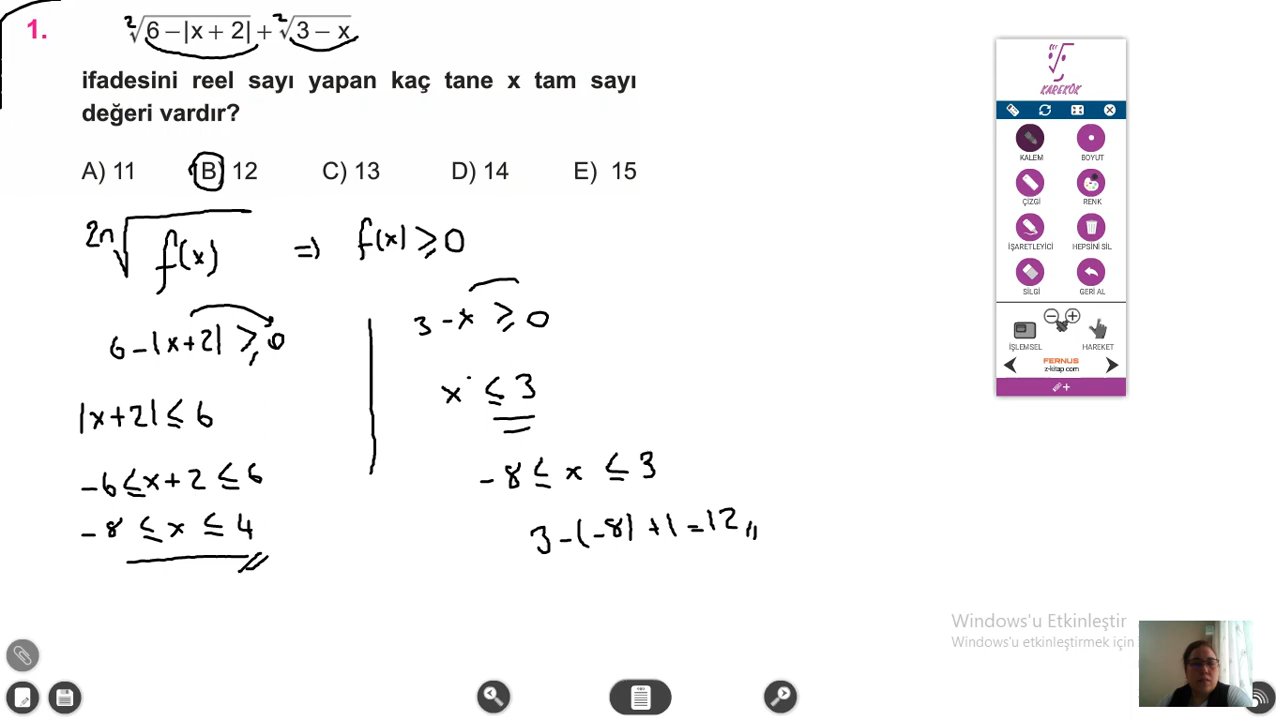 1.
²√6 – |x + 2| + ²√3 – x
ifadesini reel sayı yapan kaç tane x tam sayı
değeri vardır?
A) 11 B) 12 C) 13 D) 14 E) 15
2n√f(x) ⇒ f(x) ≥ 0
6 - |x + 2| ≥ 0
|x + 2| ≤ 6
-6 ≤ x + 2 ≤ 6
-8 ≤ x ≤ 4
3 - x ≥ 0
x ≤ 3
-8 ≤ x ≤ 3
3 - (-8) + 1 = 12 //
KAREKÖK
KALEM
BOYUT
ÇİZGİ
RENK
İŞARETLEYİCİ
HEPSİNİ SİL
SİLGİ
GERİ AL
İŞLEMSEL
HAREKET
FERNUS
z-kitap.com
Windows'u Etkinleştir
Windows'u etkinleştirmek için